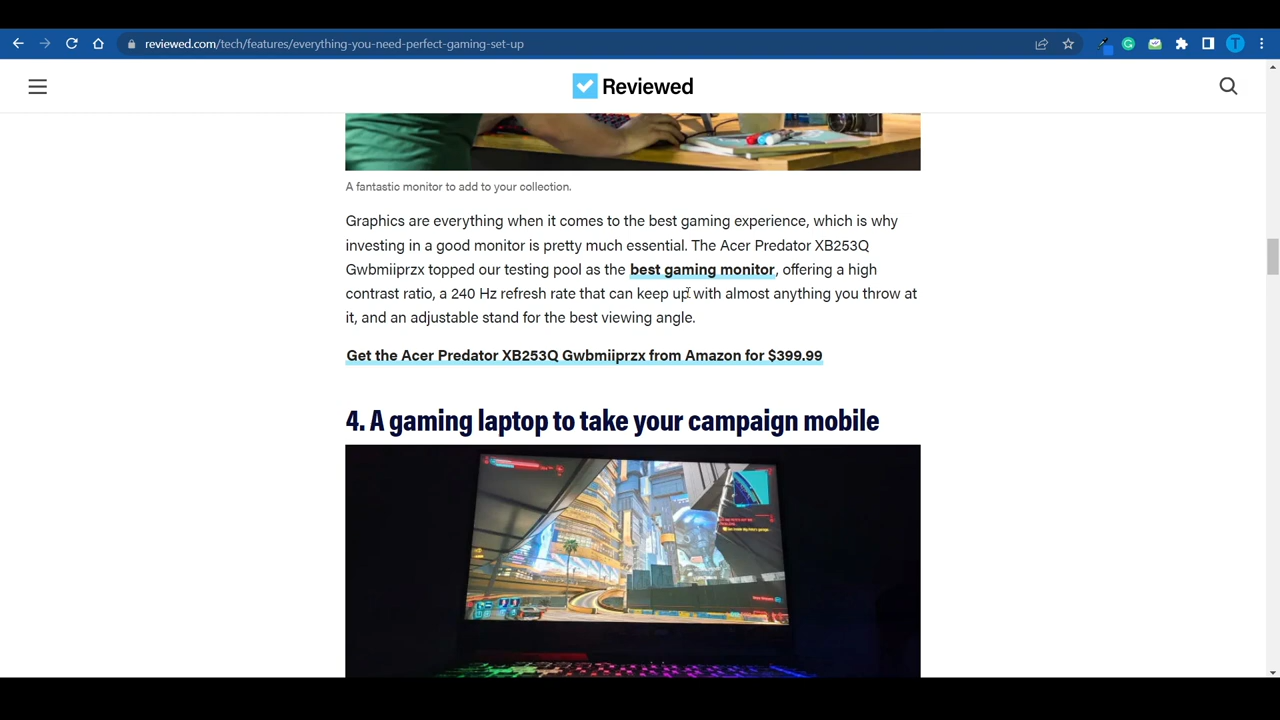 reviewed.com/tech/features/everything-you-need-perfect-gaming-set-up
T
Reviewed
A fantastic monitor to add to your collection.
Graphics are everything when it comes to the best gaming experience, which is why
investing in a good monitor is pretty much essential. The Acer Predator XB253Q
Gwbmiiprzx topped our testing pool as the best gaming monitor, offering a high
contrast ratio, a 240 Hz refresh rate that can keep up with almost anything you throw at
it, and an adjustable stand for the best viewing angle.
Get the Acer Predator XB253Q Gwbmiiprzx from Amazon for $399.99
4. A gaming laptop to take your campaign mobile